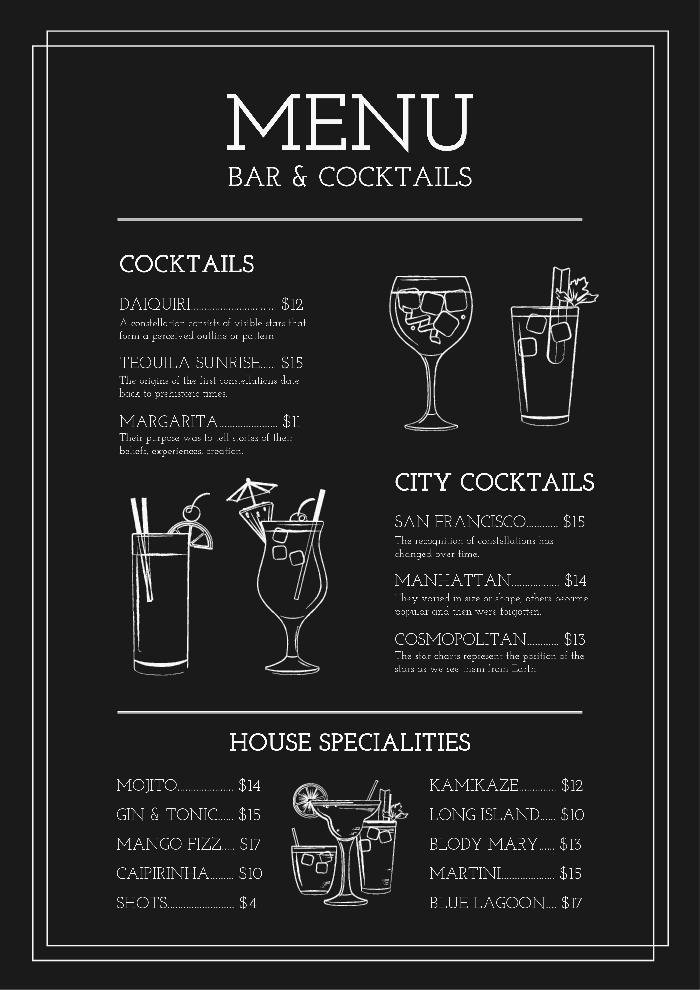 MENU
BAR & COCKTAILS
COCKTAILS
DAIQUIRI............................. $12
A constellation consists of visible stars that
form a perceived outline or pattern
TEQUILA SUNRISE..... $15
The origins of the first constellations date
back to prehistoric times.
MARGARITA.................... $11
Their purpose was to tell stories of their
beliefs, experiences, creation.
CITY COCKTAILS
SAN FRANCISCO........... $15
The recognition of constellations has
changed over time.
MANHATTAN................ $14
They varied in size or shape, others became
popular and then were forgotten.
COSMOPOLITAN........... $13
The star charts represent the position of the
stars as we see them from Earth
HOUSE SPECIALITIES
MOJITO................... $14
GIN & TONIC..... $15
MANGO FIZZ.... $17
CAIPIRINHA........ $10
SHOTS....................... $4
KAMIKAZE............ $12
LONG ISLAND..... $10
BLODY MARY..... $13
MARTINI.................. $15
BLUE LAGOON.... $17